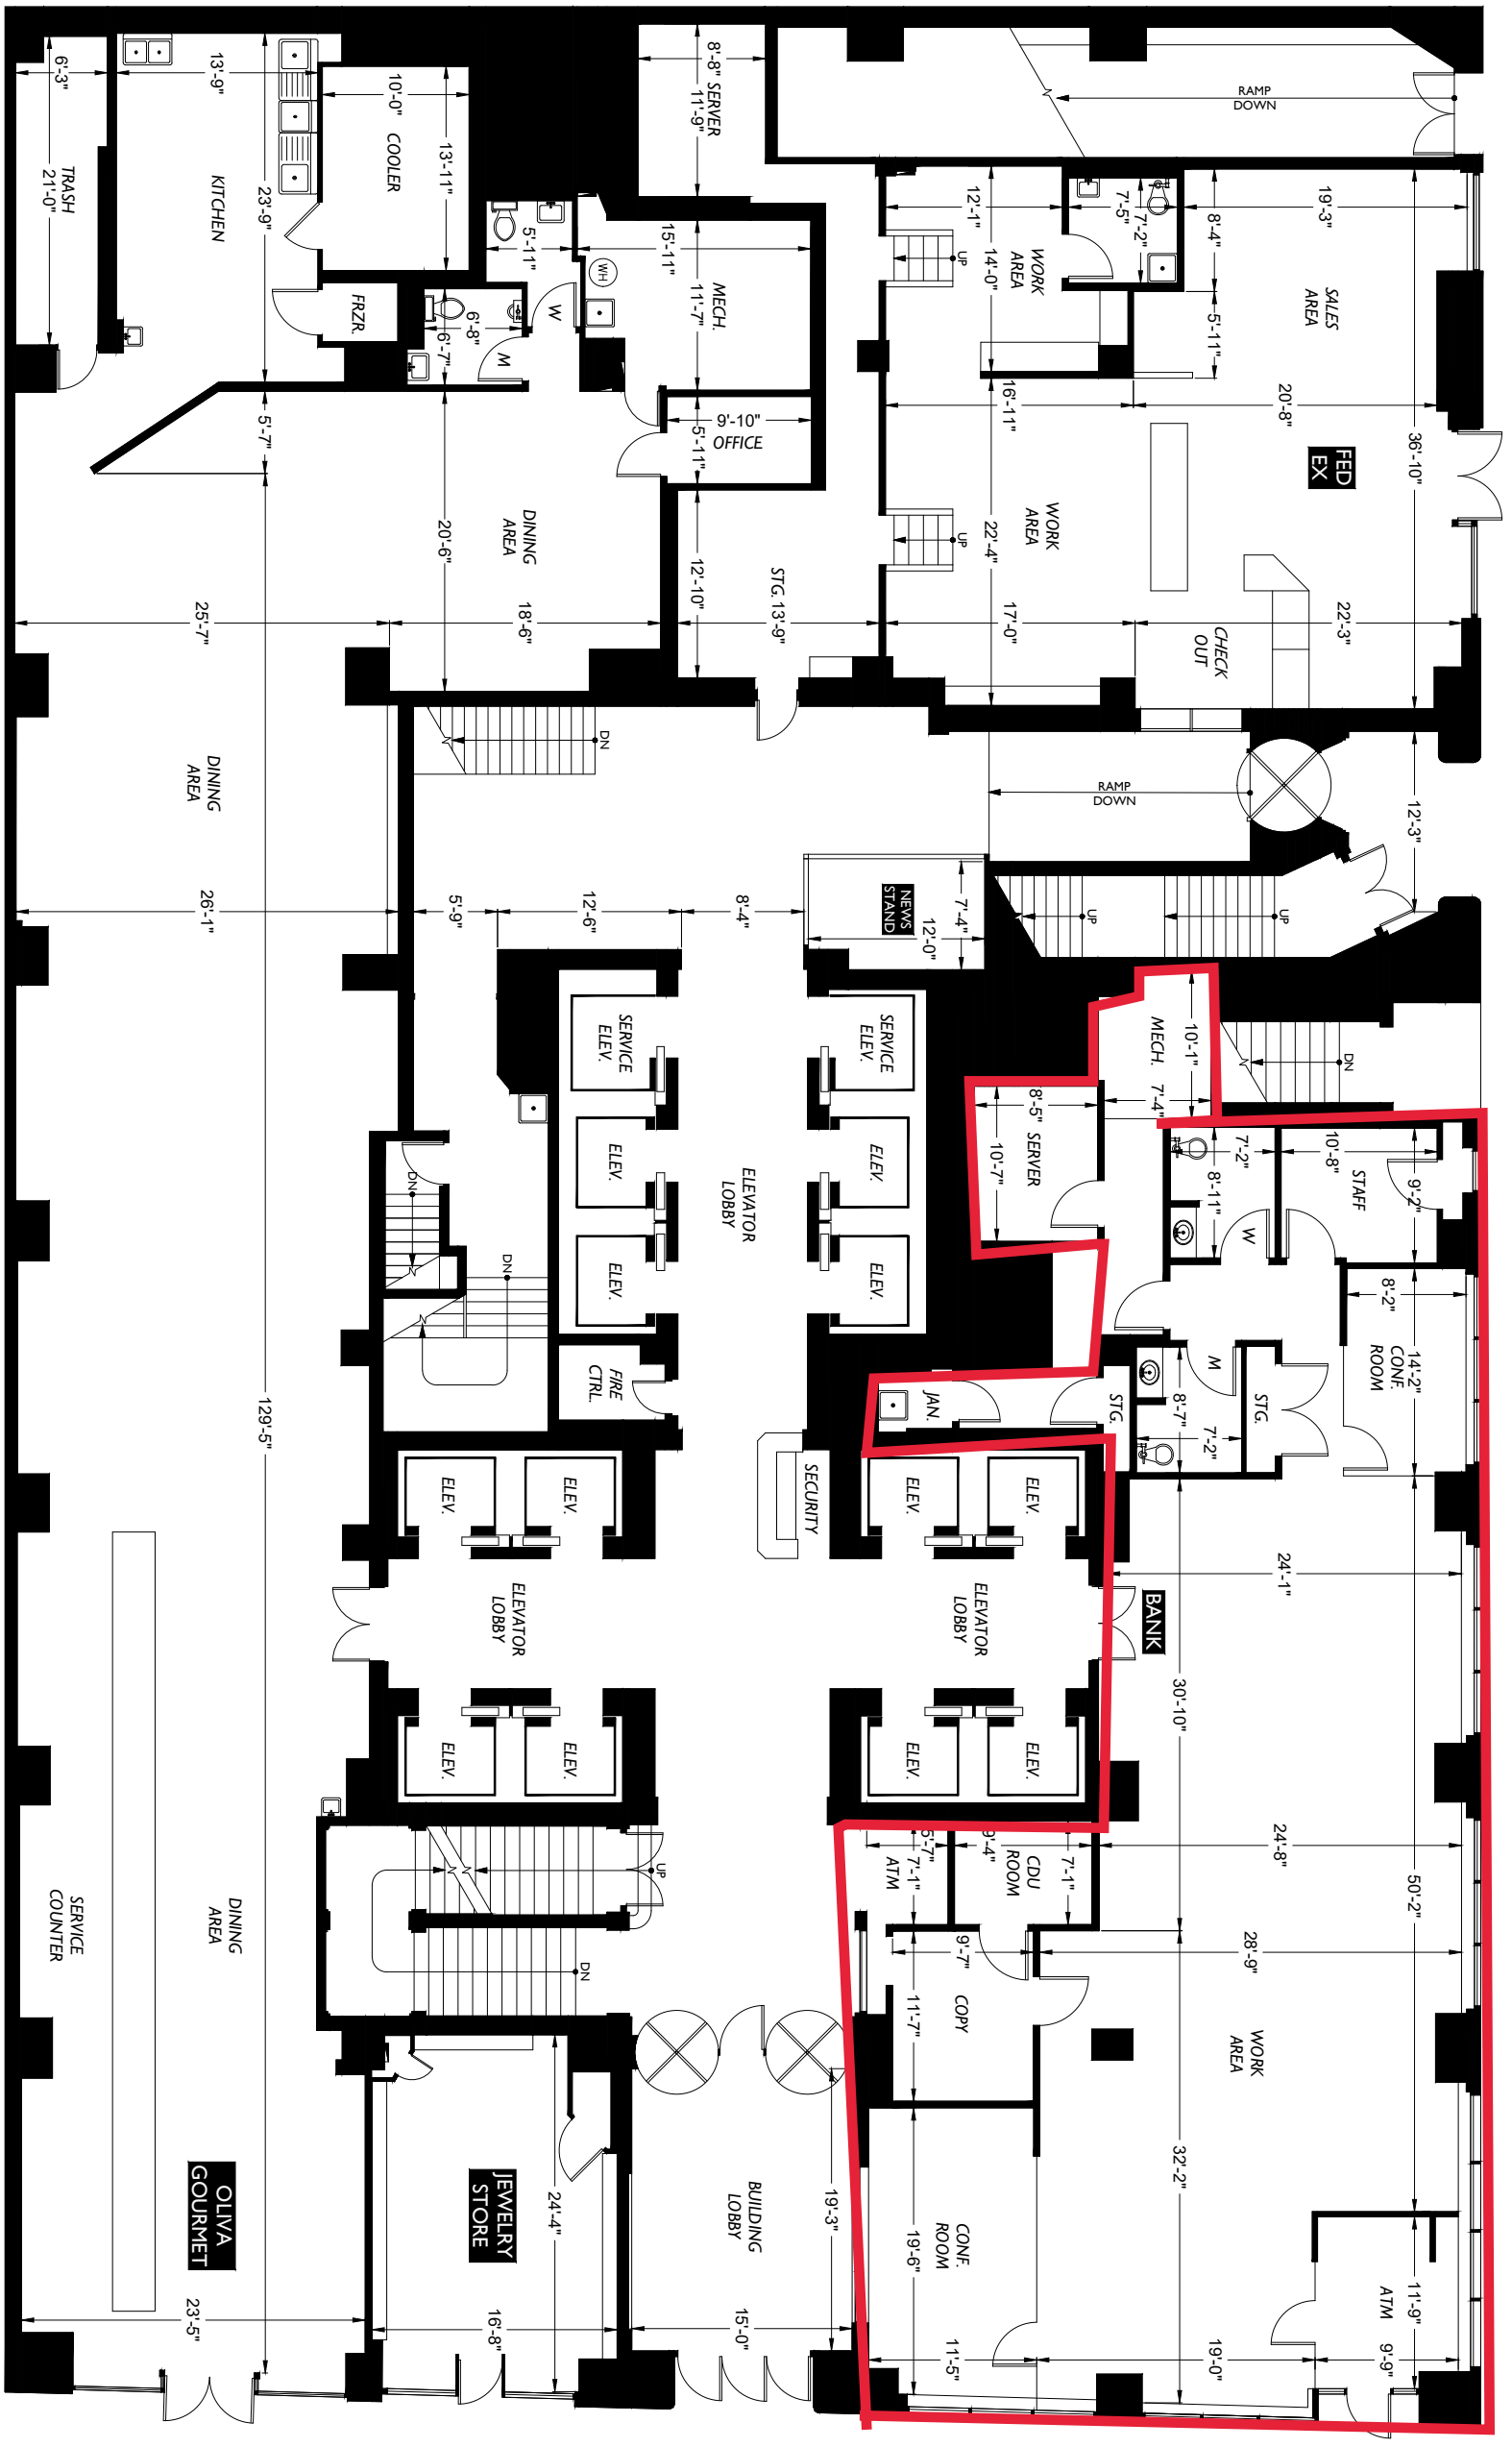 RAMP
DOWN
8'-8"
SERVER
11'-9"
6'-3"
TRASH
21'-0"
13'-9"
KITCHEN
23'-9"
10'-0"
COOLER
13'-11"
FRZR.
5'-11"
W
6'-8"
6'-7"
M
WH
15'-11"
MECH.
11'-7"
9'-10"
5'-11"
OFFICE
12'-1"
14'-0"
WORK
AREA
UP
7'-5"
7'-2"
8'-4"
19'-3"
SALES
AREA
5'-11"
16'-11"
20'-8"
36'-10"
FED
EX
5'-7"
20'-6"
DINING
AREA
12'-10"
STG.
13'-9"
UP
22'-4"
WORK
AREA
25'-7"
18'-6"
17'-0"
22'-3"
CHECK
OUT
DINING
AREA
DN
RAMP
DOWN
12'-3"
26'-1"
5'-9"
12'-6"
8'-4"
NEWS
STAND
7'-4"
12'-0"
UP
UP
SERVICE
ELEV.
SERVICE
ELEV.
MECH.
10'-1"
7'-4"
DN
8'-5"
SERVER
10'-7"
ELEV.
ELEV.
ELEVATOR
LOBBY
7'-2"
8'-11"
W
10'-8"
STAFF
9'-2"
DN
DN
ELEV.
ELEV.
8'-2"
14'-2"
CONF.
ROOM
FIRE
CTRL.
JAN.
STG.
M
8'-7"
7'-2"
STG.
129'-5"
SECURITY
ELEV.
ELEV.
ELEV.
ELEV.
24'-1"
ELEVATOR
LOBBY
ELEVATOR
LOBBY
BANK
30'-10"
ELEV.
ELEV.
ELEV.
ELEV.
24'-8"
50'-2"
5'-7"
7'-1"
ATM
9'-4"
CDU
ROOM
7'-1"
UP
DN
SERVICE
COUNTER
DINING
AREA
9'-7"
11'-7"
COPY
28'-9"
WORK
AREA
32'-2"
OLIVA
GOURMET
JEWELRY
STORE
24'-4"
BUILDING
LOBBY
19'-3"
CONF.
ROOM
19'-6"
ATM
11'-9"
23'-5"
16'-8"
15'-0"
11'-5"
19'-0"
9'-9"